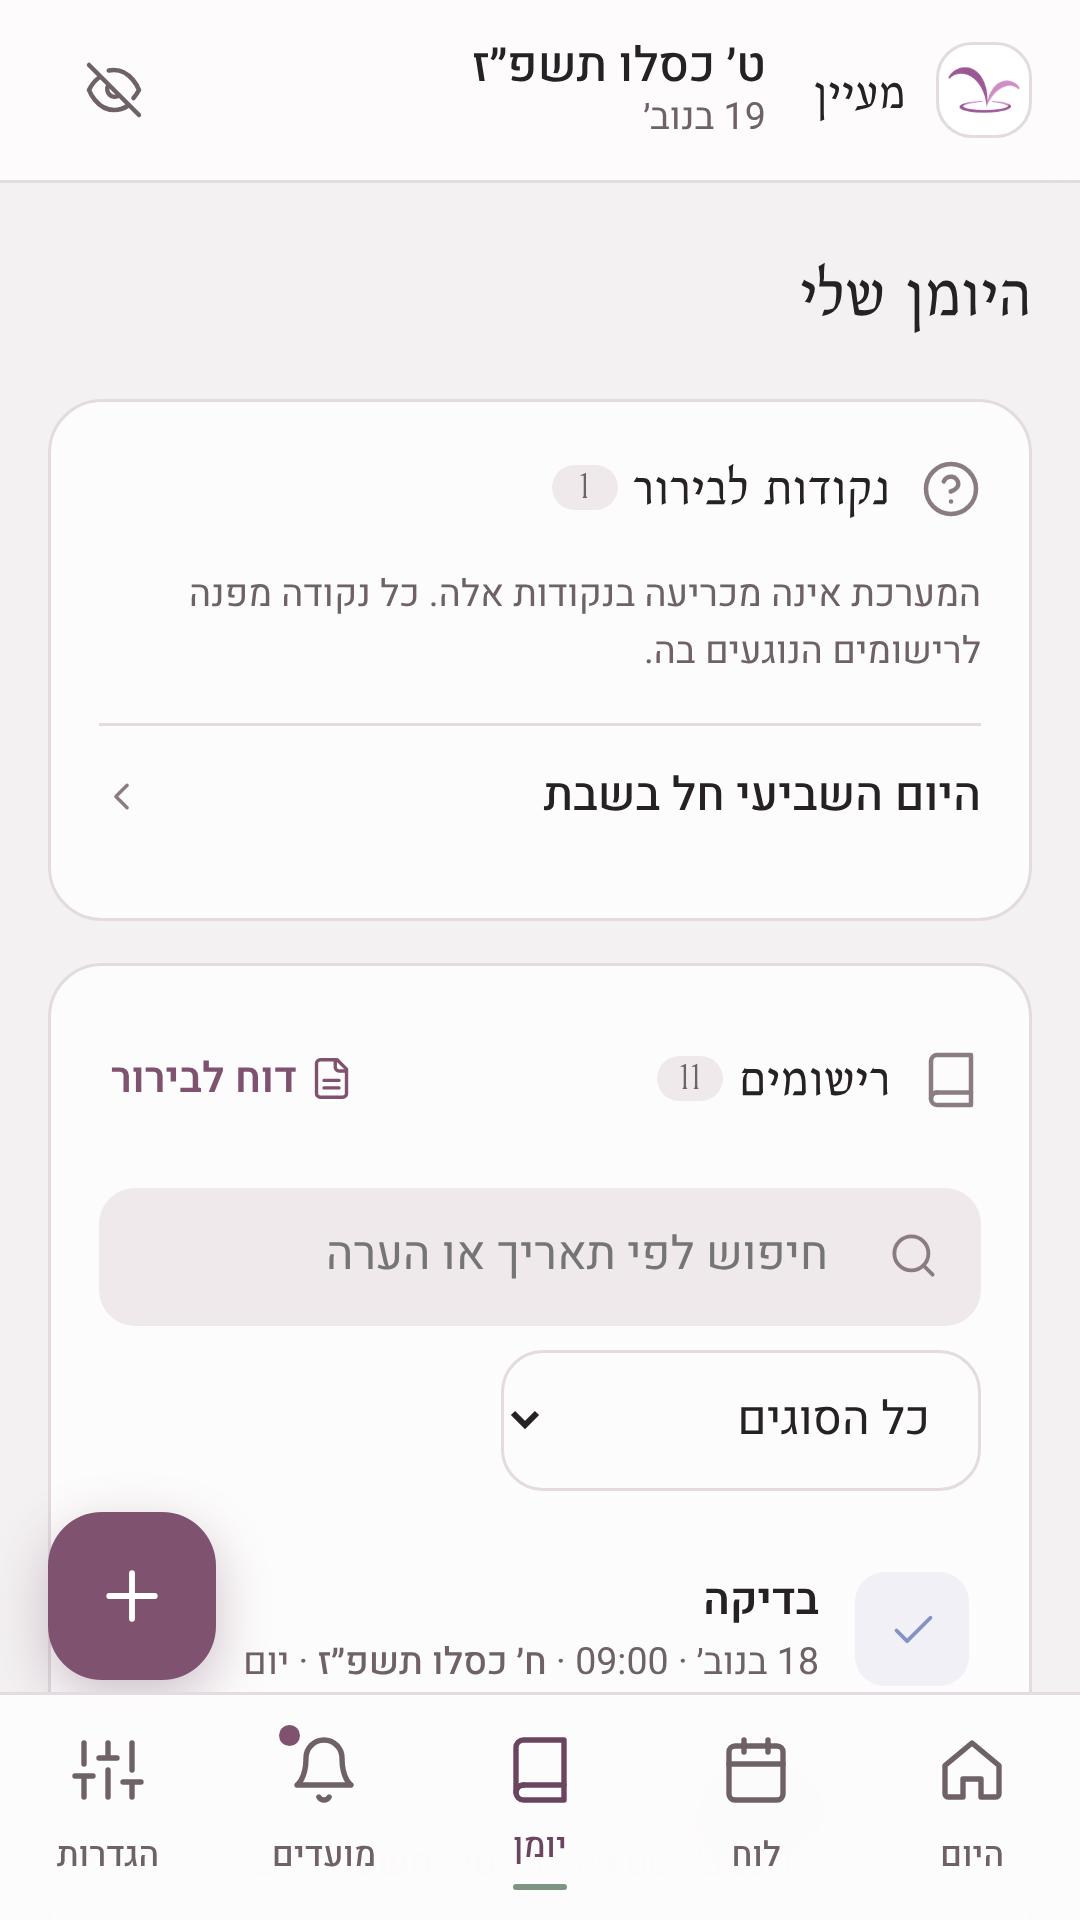 מעיין
ט׳ כסלו תשפ״ז
19 בנוב׳
היומן שלי
נקודות לבירור 1
המערכת אינה מכריעה בנקודות אלה. כל נקודה מפנה
לרישומים הנוגעים בה.
היום השביעי חל בשבת
רישומים 11
דוח לבירור
חיפוש לפי תאריך או הערה
כל הסוגים
בדיקה
18 בנוב׳ · 09:00 · ח׳ כסלו תשפ״ז · יום
היום
לוח
יומן
מועדים
הגדרות